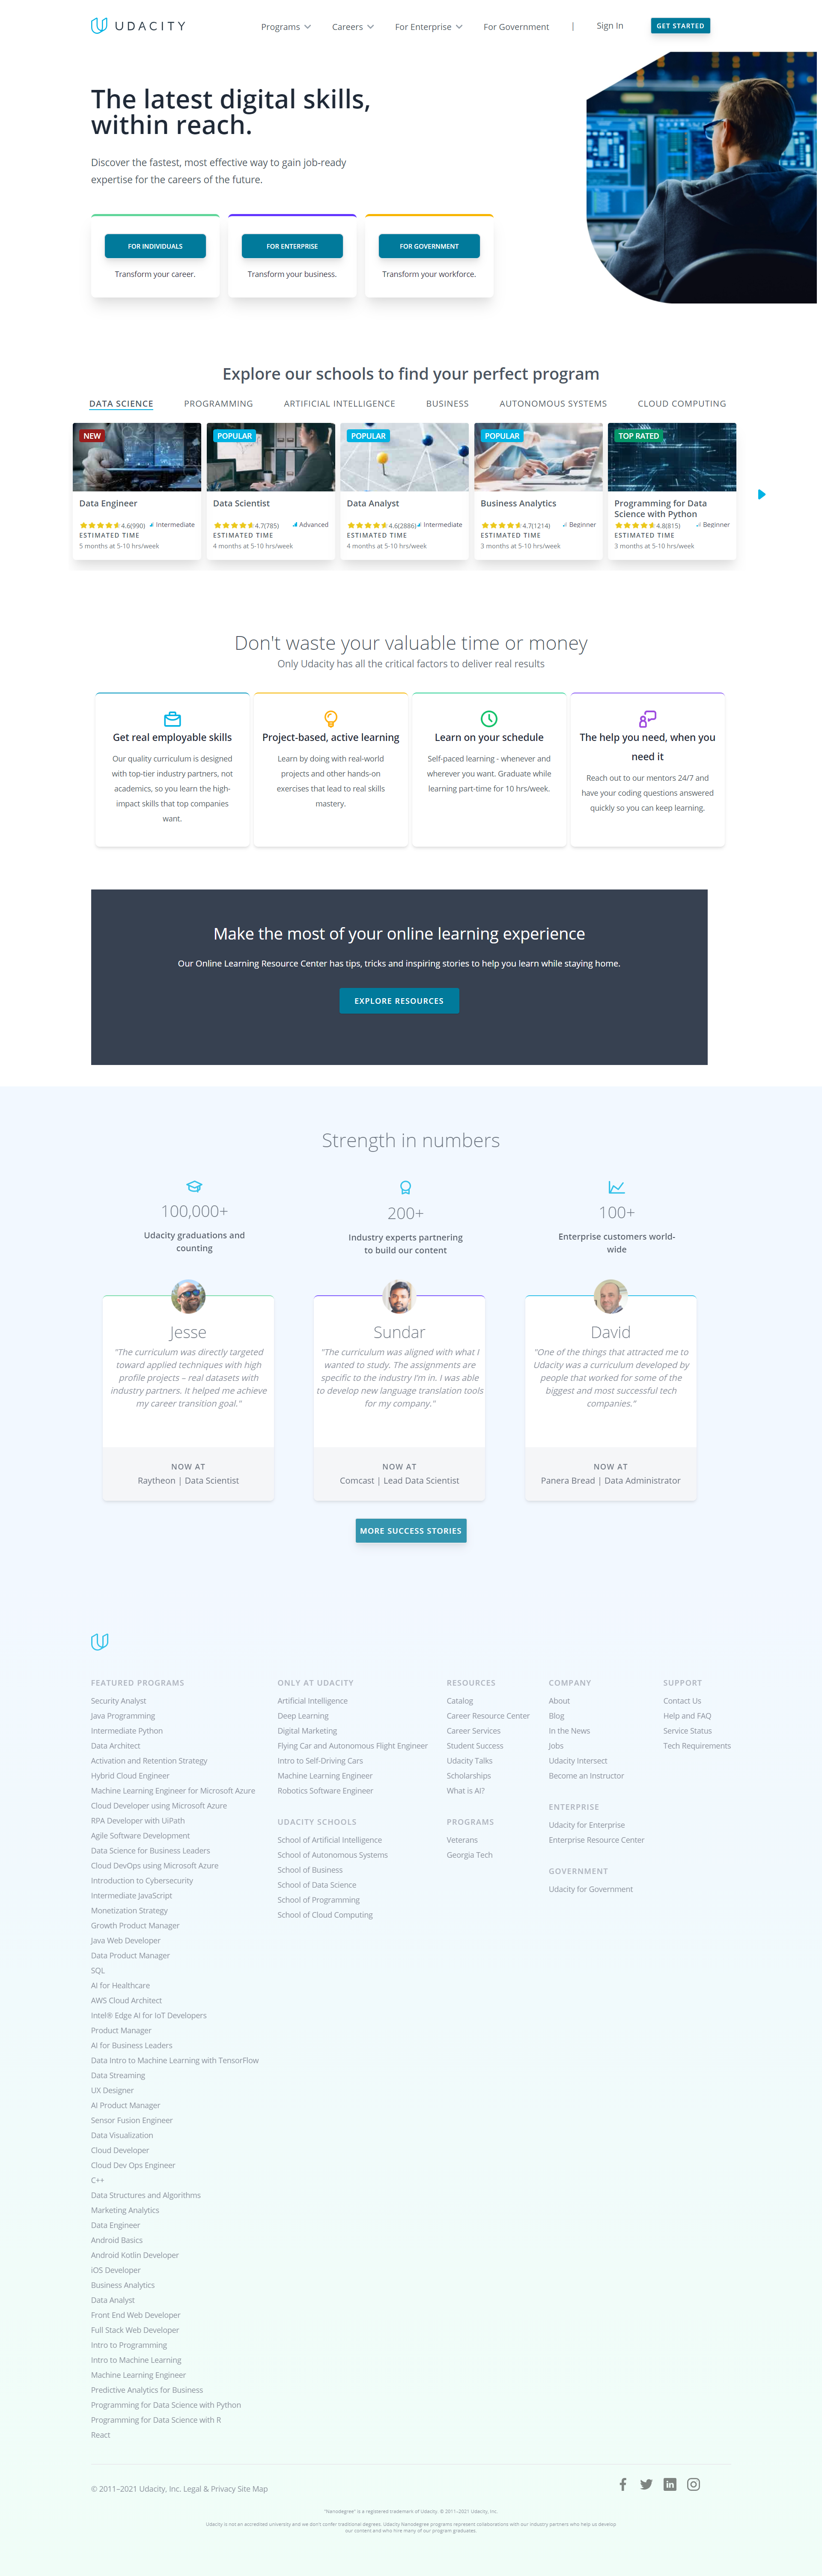 UDACITY
Programs
Careers
For Enterprise
For Government
|
Sign In
GET STARTED
The latest digital skills,
within reach.
Discover the fastest, most effective way to gain job-ready
expertise for the careers of the future.
FOR INDIVIDUALS
Transform your career.
FOR ENTERPRISE
Transform your business.
FOR GOVERNMENT
Transform your workforce.
Explore our schools to find your perfect program
DATA SCIENCE
PROGRAMMING
ARTIFICIAL INTELLIGENCE
BUSINESS
AUTONOMOUS SYSTEMS
CLOUD COMPUTING
NEW
Data Engineer
4.6(990)
Intermediate
ESTIMATED TIME
5 months at 5-10 hrs/week
POPULAR
Data Scientist
4.7(785)
Advanced
ESTIMATED TIME
4 months at 5-10 hrs/week
POPULAR
Data Analyst
4.6(2886)
Intermediate
ESTIMATED TIME
4 months at 5-10 hrs/week
POPULAR
Business Analytics
4.7(1214)
Beginner
ESTIMATED TIME
3 months at 5-10 hrs/week
TOP RATED
Programming for Data
Science with Python
4.8(815)
Beginner
ESTIMATED TIME
3 months at 5-10 hrs/week
Don't waste your valuable time or money
Only Udacity has all the critical factors to deliver real results
Get real employable skills
Our quality curriculum is designed
with top-tier industry partners, not
academics, so you learn the high-
impact skills that top companies
want.
Project-based, active learning
Learn by doing with real-world
projects and other hands-on
exercises that lead to real skills
mastery.
Learn on your schedule
Self-paced learning - whenever and
wherever you want. Graduate while
learning part-time for 10 hrs/week.
The help you need, when you
need it
Reach out to our mentors 24/7 and
have your coding questions answered
quickly so you can keep learning.
Make the most of your online learning experience
Our Online Learning Resource Center has tips, tricks and inspiring stories to help you learn while staying home.
EXPLORE RESOURCES
Strength in numbers
100,000+
Udacity graduations and
counting
200+
Industry experts partnering
to build our content
100+
Enterprise customers world-
wide
Jesse
"The curriculum was directly targeted
toward applied techniques with high
profile projects – real datasets with
industry partners. It helped me achieve
my career transition goal."
NOW AT
Raytheon | Data Scientist
Sundar
"The curriculum was aligned with what I
wanted to study. The assignments are
specific to the industry I'm in. I was able
to develop new language translation tools
for my company."
NOW AT
Comcast | Lead Data Scientist
David
"One of the things that attracted me to
Udacity was a curriculum developed by
people that worked for some of the
biggest and most successful tech
companies."
NOW AT
Panera Bread | Data Administrator
MORE SUCCESS STORIES
FEATURED PROGRAMS
Security Analyst
Java Programming
Intermediate Python
Data Architect
Activation and Retention Strategy
Hybrid Cloud Engineer
Machine Learning Engineer for Microsoft Azure
Cloud Developer using Microsoft Azure
RPA Developer with UiPath
Agile Software Development
Data Science for Business Leaders
Cloud DevOps using Microsoft Azure
Introduction to Cybersecurity
Intermediate JavaScript
Monetization Strategy
Growth Product Manager
Java Web Developer
Data Product Manager
SQL
AI for Healthcare
AWS Cloud Architect
Intel® Edge AI for IoT Developers
Product Manager
AI for Business Leaders
Data Intro to Machine Learning with TensorFlow
Data Streaming
UX Designer
AI Product Manager
Sensor Fusion Engineer
Data Visualization
Cloud Developer
Cloud Dev Ops Engineer
C++
Data Structures and Algorithms
Marketing Analytics
Data Engineer
Android Basics
Android Kotlin Developer
iOS Developer
Business Analytics
Data Analyst
Front End Web Developer
Full Stack Web Developer
Intro to Programming
Intro to Machine Learning
Machine Learning Engineer
Predictive Analytics for Business
Programming for Data Science with Python
Programming for Data Science with R
React
ONLY AT UDACITY
Artificial Intelligence
Deep Learning
Digital Marketing
Flying Car and Autonomous Flight Engineer
Intro to Self-Driving Cars
Machine Learning Engineer
Robotics Software Engineer
UDACITY SCHOOLS
School of Artificial Intelligence
School of Autonomous Systems
School of Business
School of Data Science
School of Programming
School of Cloud Computing
RESOURCES
Catalog
Career Resource Center
Career Services
Student Success
Udacity Talks
Scholarships
What is AI?
PROGRAMS
Veterans
Georgia Tech
COMPANY
About
Blog
In the News
Jobs
Udacity Intersect
Become an Instructor
ENTERPRISE
Udacity for Enterprise
Enterprise Resource Center
GOVERNMENT
Udacity for Government
SUPPORT
Contact Us
Help and FAQ
Service Status
Tech Requirements
© 2011–2021 Udacity, Inc. Legal & Privacy Site Map
"Nanodegree" is a registered trademark of Udacity. © 2011–2021 Udacity, Inc.
Udacity is not an accredited university and we don't confer traditional degrees. Udacity Nanodegree programs represent collaborations with our industry partners who help us develop
our content and who hire many of our program graduates.